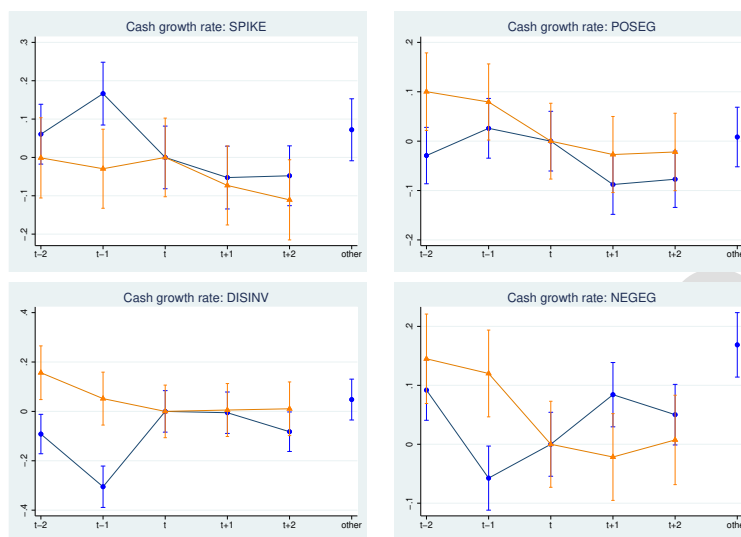 Cash growth rate: SPIKE
.3
.2
.1
0
-.1
-.2
t-2 t-1 t t+1 t+2 other
Cash growth rate: POSEG
.2
.1
0
-.1
-.2
t-2 t-1 t t+1 t+2 other
Cash growth rate: DISINV
.4
.2
0
-.2
-.4
t-2 t-1 t t+1 t+2 other
Cash growth rate: NEGEG
.2
.1
0
-.1
t-2 t-1 t t+1 t+2 other